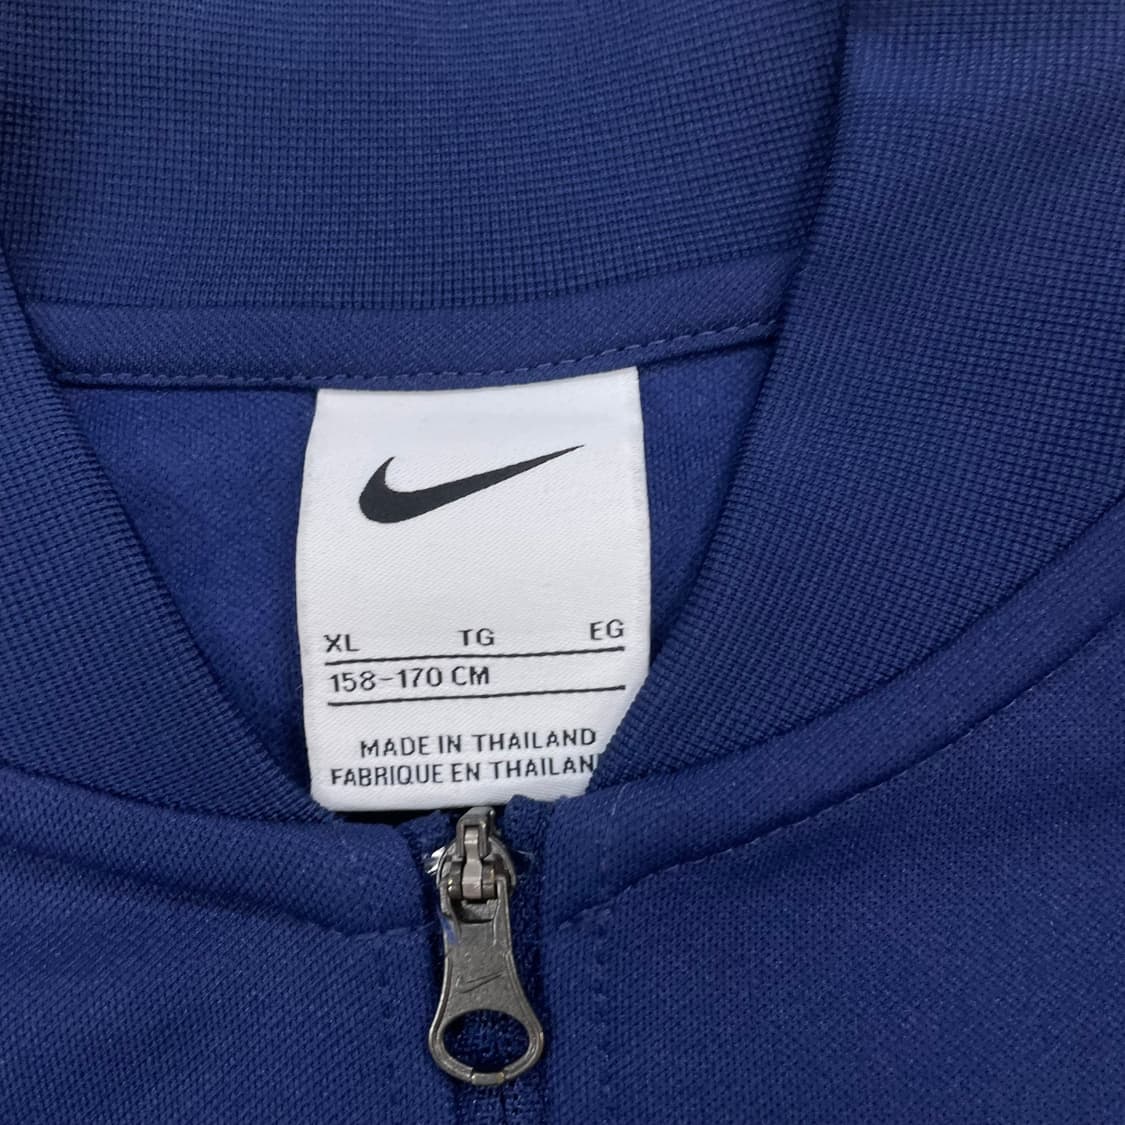 XL TG EG
158-170 CM
MADE IN THAILAND
FABRIQUE EN THAILAN